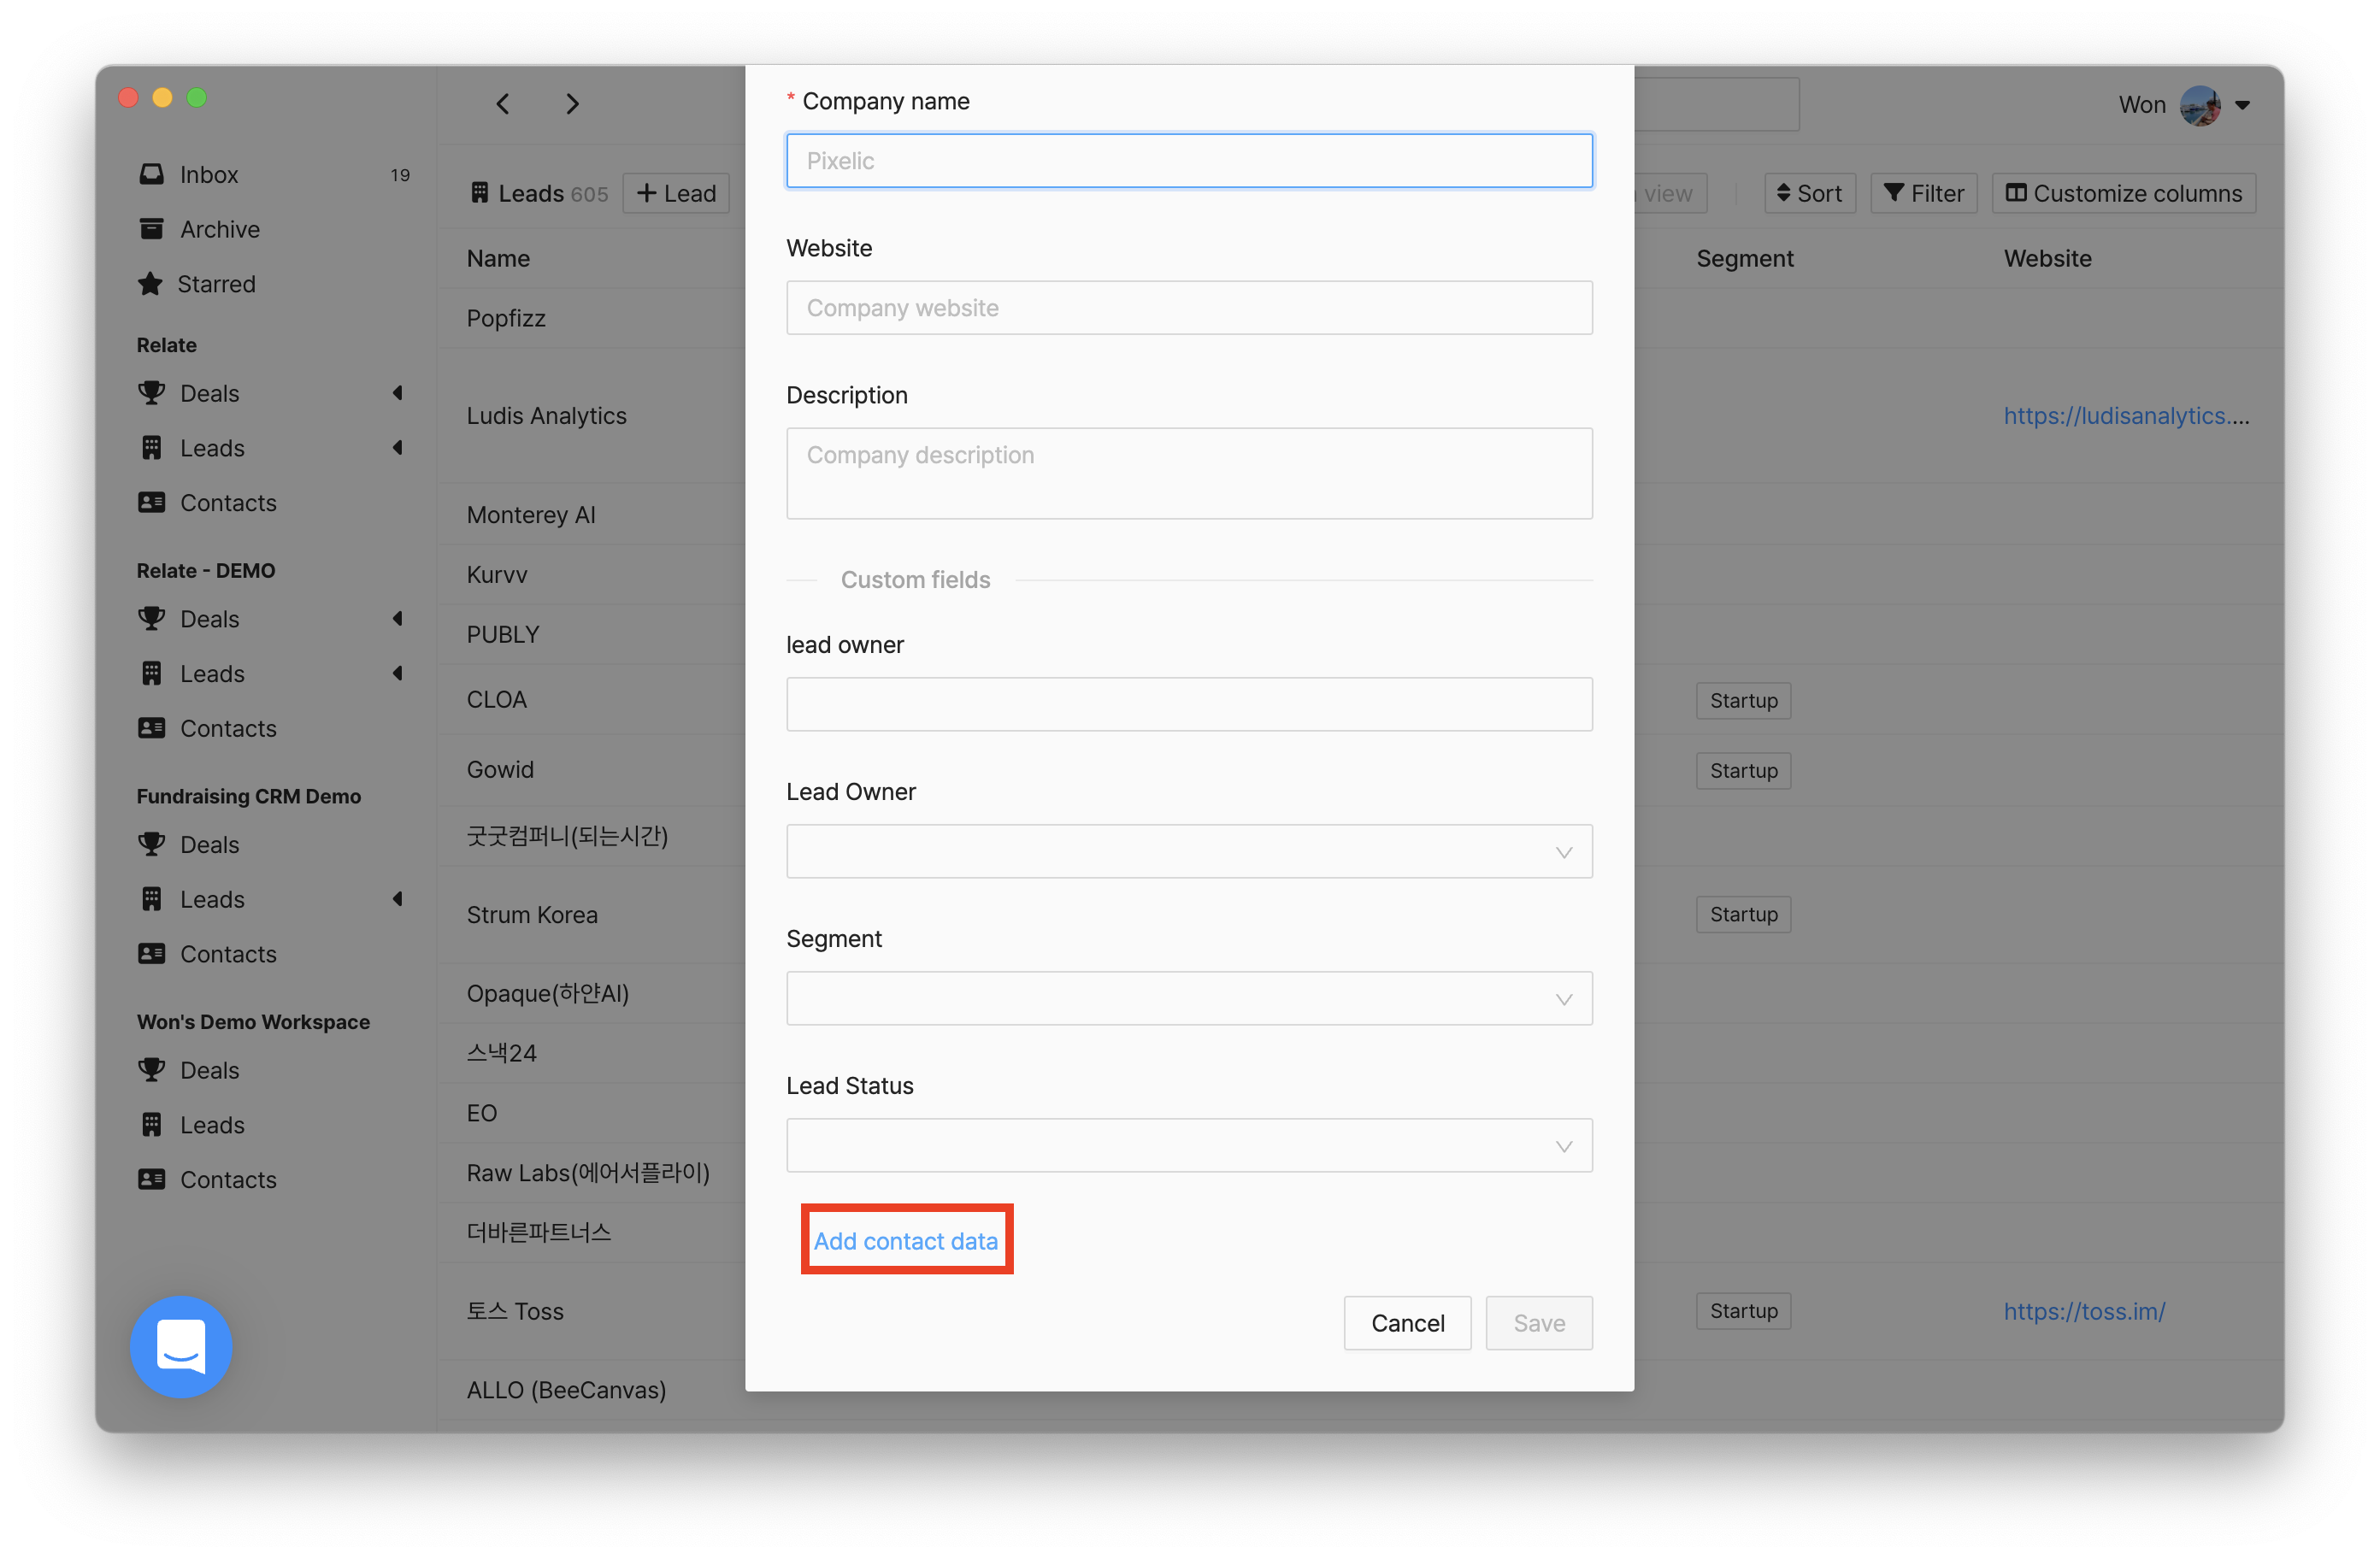 Won
Inbox 19
Archive
Starred
Relate
Deals
Leads
Contacts
Relate - DEMO
Deals
Leads
Contacts
Fundraising CRM Demo
Deals
Leads
Contacts
Won's Demo Workspace
Deals
Leads
Contacts
Leads 605 + Lead
view Sort Filter Customize columns
Name Segment Website
Popfizz
Ludis Analytics https://ludisanalytics....
Monterey AI
Kurvv
PUBLY
CLOA Startup
Gowid Startup
굿굿컴퍼니(되는시간)
Strum Korea Startup
Opaque(하얀AI)
스낵24
EO
Raw Labs(에어서플라이)
더바른파트너스
토스 Toss Startup https://toss.im/
ALLO (BeeCanvas)
* Company name
Pixelic
Website
Company website
Description
Company description
Custom fields
lead owner
Lead Owner
Segment
Lead Status
Add contact data
Cancel Save